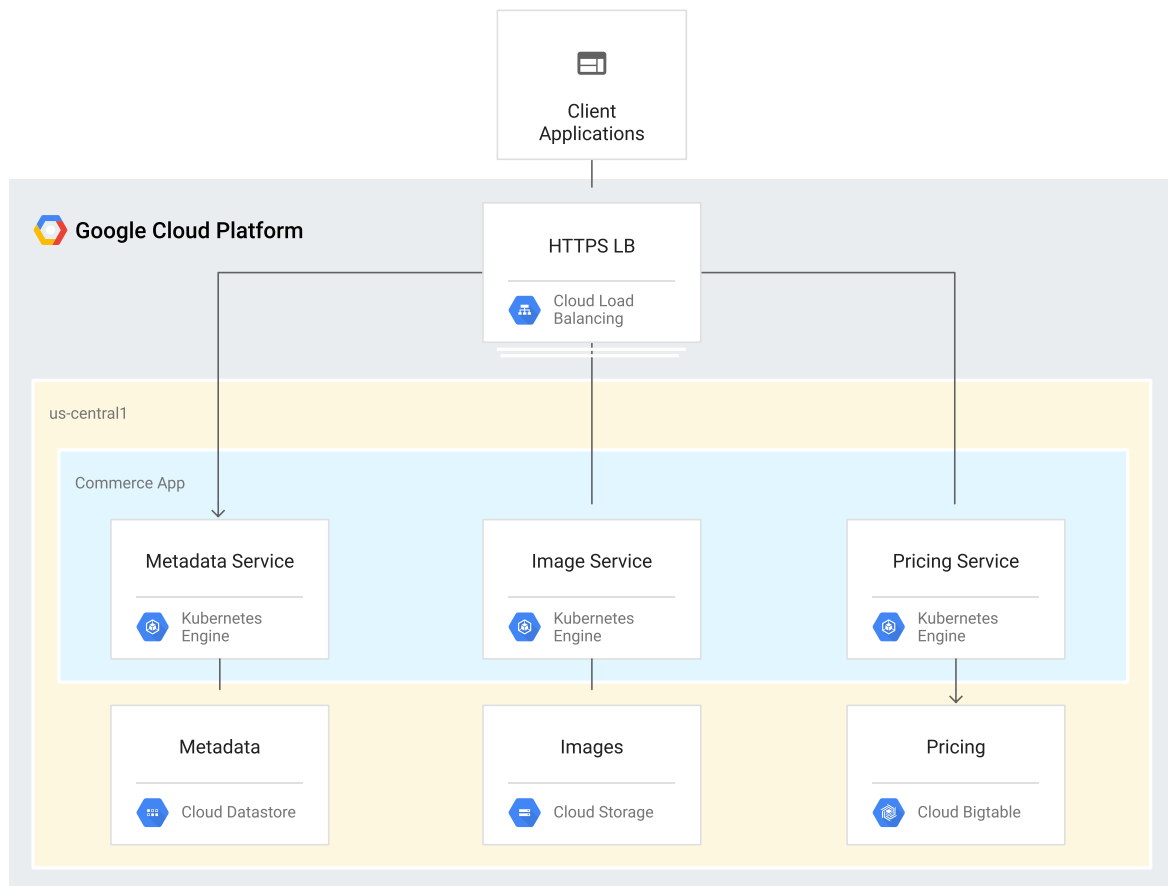 Client
Applications
Google Cloud Platform
HTTPS LB
Cloud Load
Balancing
us-central1
Commerce App
Metadata Service
Kubernetes
Engine
Image Service
Kubernetes
Engine
Pricing Service
Kubernetes
Engine
Metadata
Cloud Datastore
Images
Cloud Storage
Pricing
Cloud Bigtable